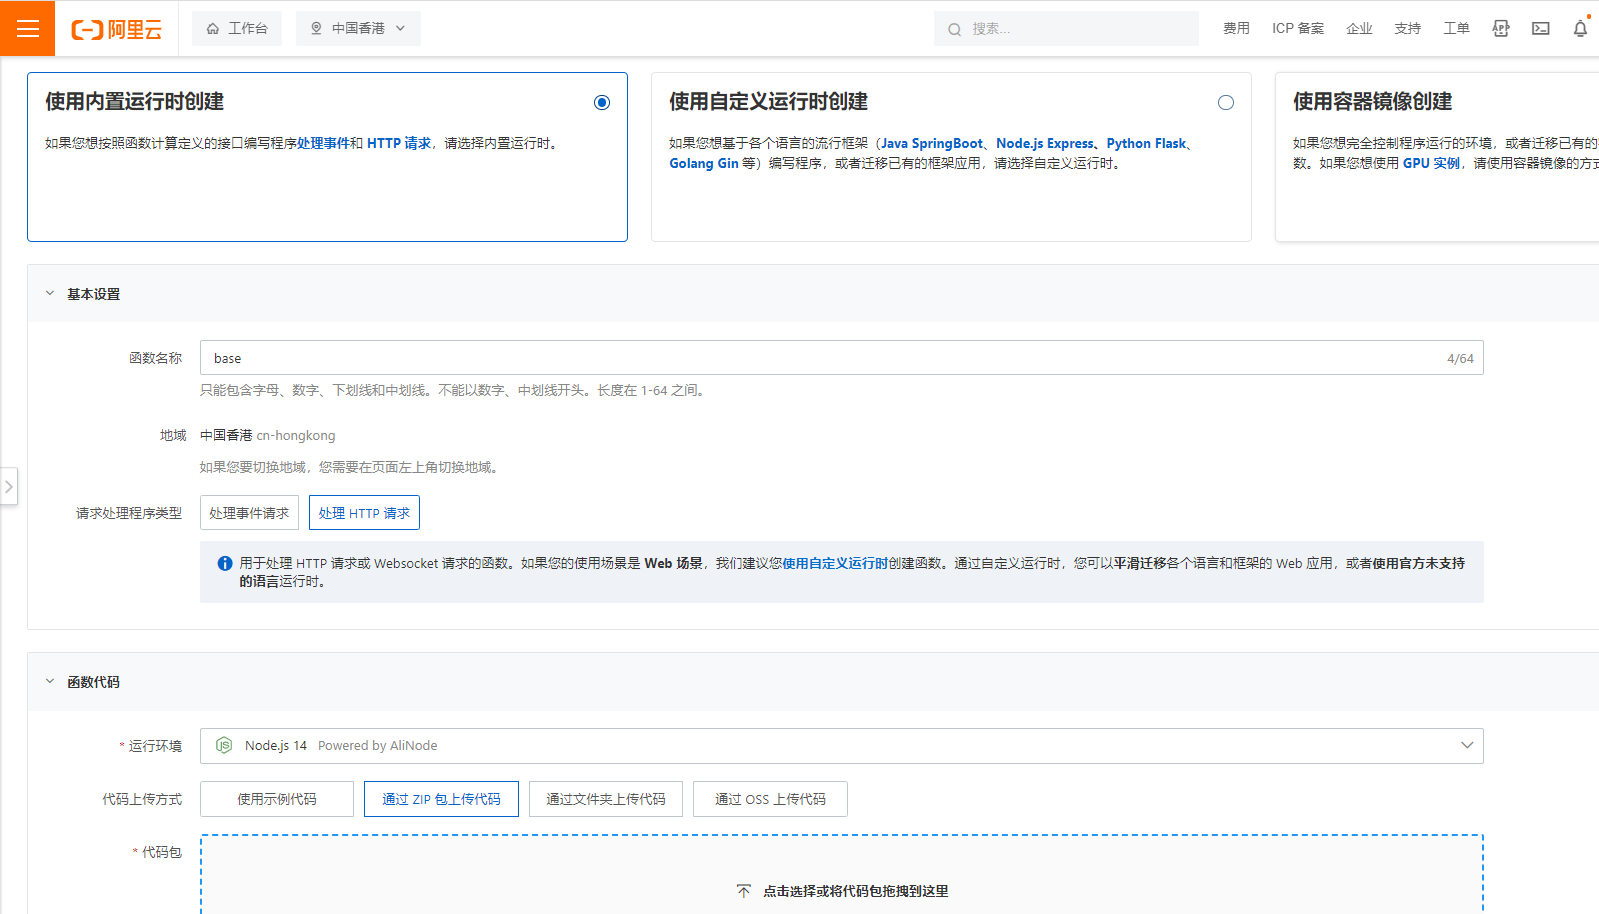 阿里云
工作台
中国香港
搜索...
费用
ICP 备案
企业
支持
工单
使用内置运行时创建
如果您想按照函数计算定义的接口编写程序处理事件和 HTTP 请求，请选择内置运行时。
使用自定义运行时创建
如果您想基于各个语言的流行框架（Java SpringBoot、Node.js Express、Python Flask、
Golang Gin 等）编写程序，或者迁移已有的框架应用，请选择自定义运行时。
使用容器镜像创建
如果您想完全控制程序运行的环境，或者迁移已有的
数。如果您想使用 GPU 实例，请使用容器镜像的方式
基本设置
函数名称
base
4/64
只能包含字母、数字、下划线和中划线。不能以数字、中划线开头。长度在 1-64 之间。
地域
中国香港 cn-hongkong
如果您要切换地域，您需要在页面左上角切换地域。
请求处理程序类型
处理事件请求
处理 HTTP 请求
用于处理 HTTP 请求或 Websocket 请求的函数。如果您的使用场景是 Web 场景，我们建议您使用自定义运行时创建函数。通过自定义运行时，您可以平滑迁移各个语言和框架的 Web 应用，或者使用官方未支持
的语言运行时。
函数代码
* 运行环境
Node.js 14 Powered by AliNode
代码上传方式
使用示例代码
通过 ZIP 包上传代码
通过文件夹上传代码
通过 OSS 上传代码
* 代码包
点击选择或将代码包拖拽到这里